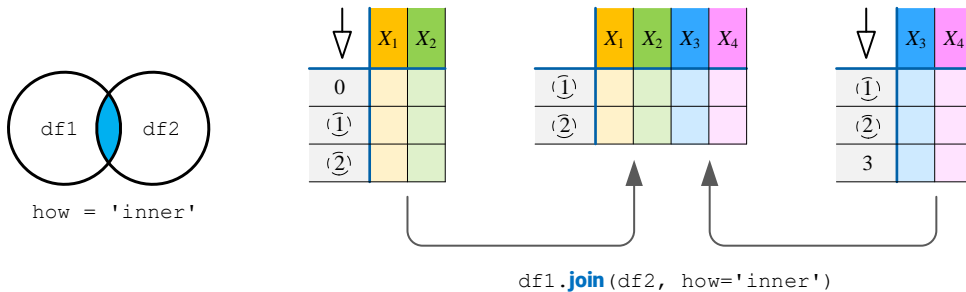 X1 X2
0
1
2
X1 X2 X3 X4
1
2
X3 X4
1
2
3
df1 df2
how = 'inner'
df1.join(df2, how='inner')